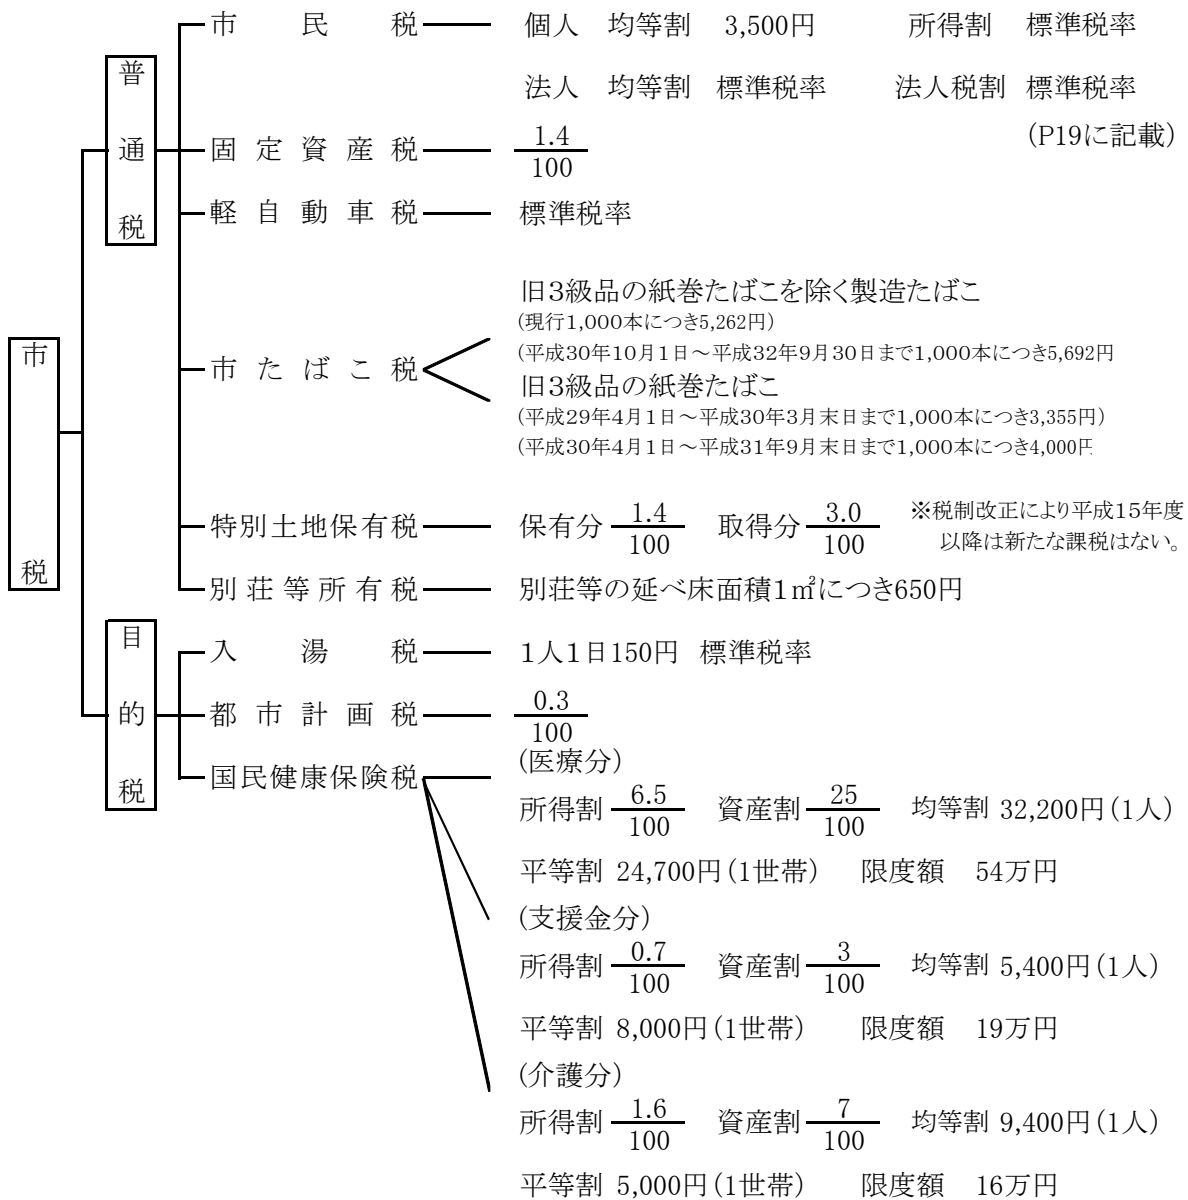 市税
普通税
市民税 個人 均等割 3,500円 所得割 標準税率
法人 均等割 標準税率 法人税割 標準税率
(P19に記載)
固定資産税 1.4/100
軽自動車税 標準税率
市たばこ税
旧3級品の紙巻たばこを除く製造たばこ
(現行1,000本につき5,262円)
(平成30年10月1日～平成32年9月30日まで1,000本につき5,692円
旧3級品の紙巻たばこ
(平成29年4月1日～平成30年3月末日まで1,000本につき3,355円)
(平成30年4月1日～平成31年9月末日まで1,000本につき4,000円
特別土地保有税 保有分 1.4/100 取得分 3.0/100 ※税制改正により平成15年度
以降は新たな課税はない。
別荘等所有税 別荘等の延べ床面積1㎡につき650円
目的税
入湯税 1人1日150円 標準税率
都市計画税 0.3/100
国民健康保険税 (医療分)
所得割 6.5/100 資産割 25/100 均等割 32,200円(1人)
平等割 24,700円(1世帯) 限度額 54万円
(支援金分)
所得割 0.7/100 資産割 3/100 均等割 5,400円(1人)
平等割 8,000円(1世帯) 限度額 19万円
(介護分)
所得割 1.6/100 資産割 7/100 均等割 9,400円(1人)
平等割 5,000円(1世帯) 限度額 16万円